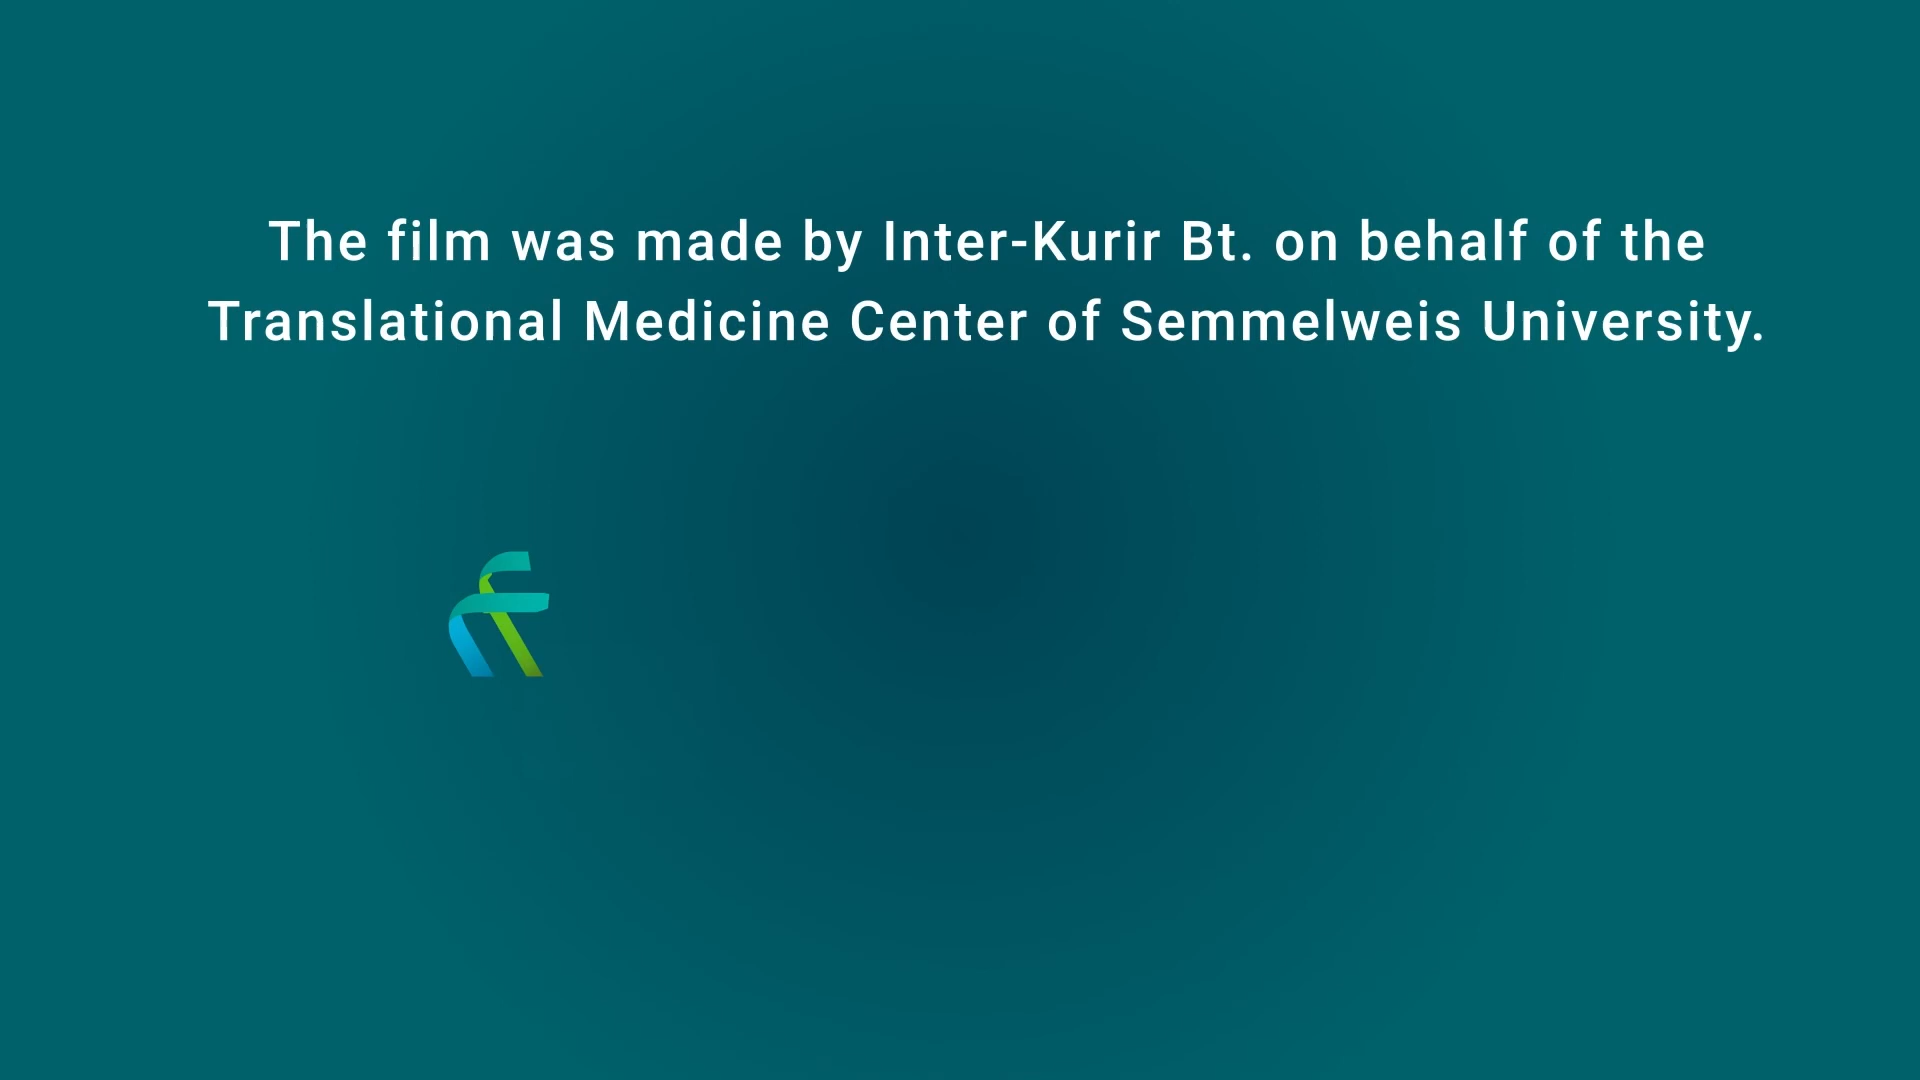 The film was made by Inter-Kurir Bt. on behalf of the
Translational Medicine Center of Semmelweis University.